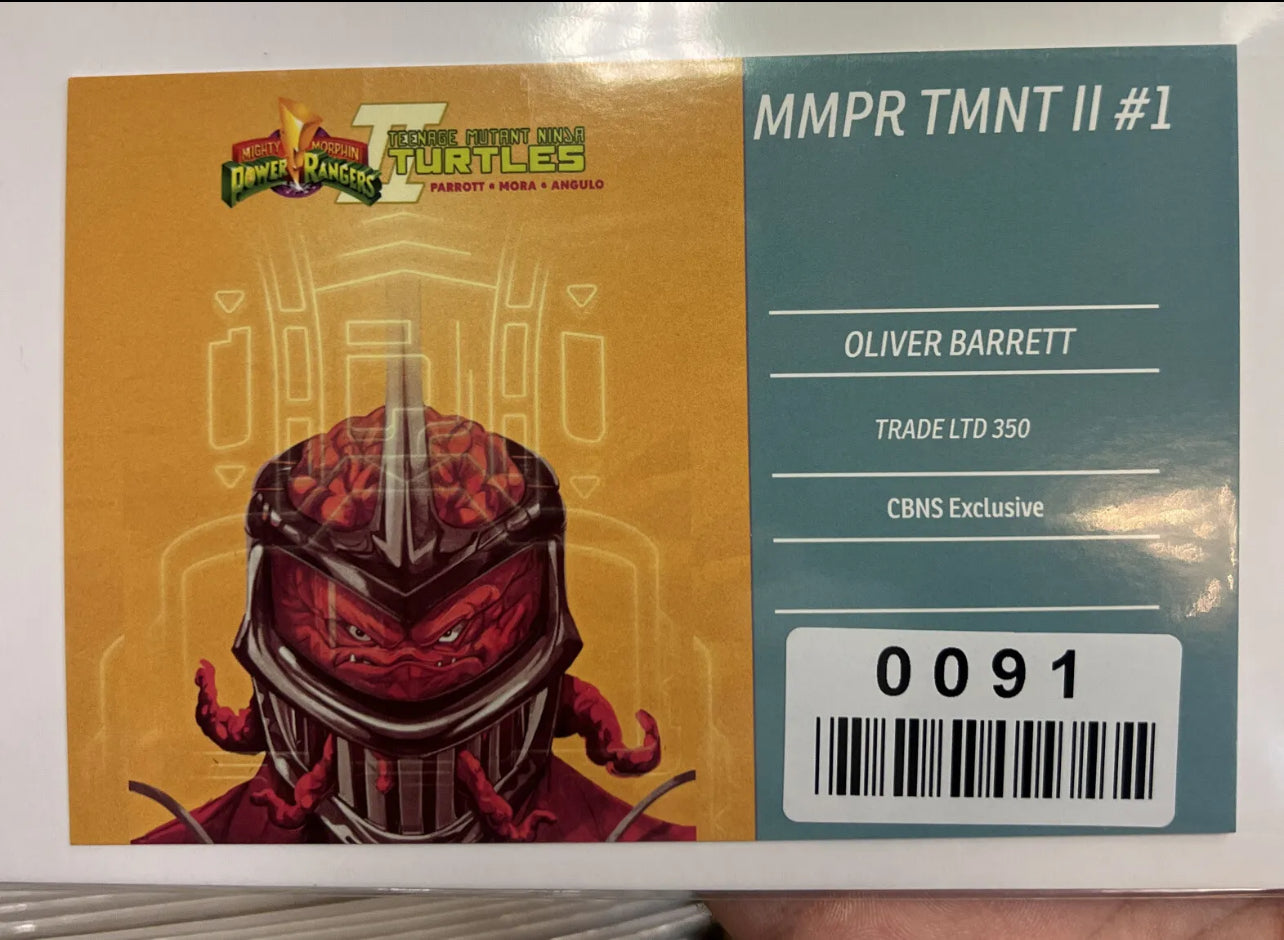 MIGHTY MORPHIN
POWER RANGERS
II
TEENAGE MUTANT NINJA
TURTLES
PARROTT • MORA • ANGULO
MMPR TMNT II #1
OLIVER BARRETT
TRADE LTD 350
CBNS Exclusive
0091